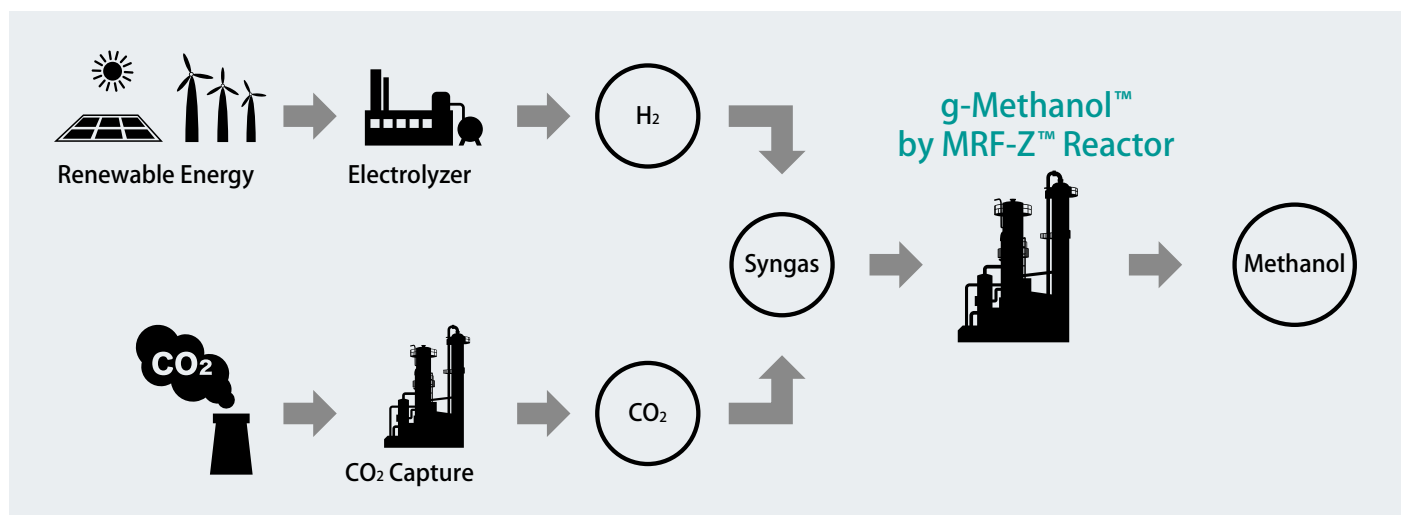 Renewable Energy
Electrolyzer
H₂
g-Methanol™
by MRF-Z™ Reactor
Syngas
Methanol
CO₂
CO₂ Capture
CO₂